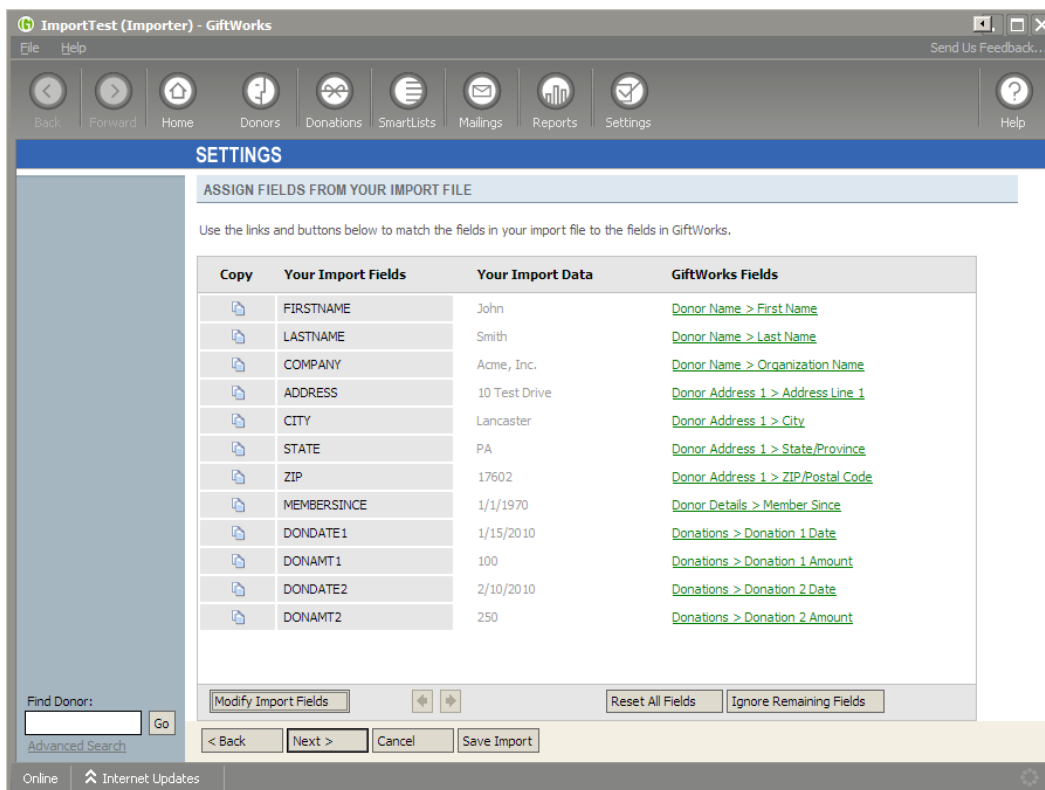 ImportTest (Importer) - GiftWorks
File Help Send Us Feedback...
Back Forward Home Donors Donations SmartLists Mailings Reports Settings Help
SETTINGS
ASSIGN FIELDS FROM YOUR IMPORT FILE
Use the links and buttons below to match the fields in your import file to the fields in GiftWorks.
Copy Your Import Fields Your Import Data GiftWorks Fields
FIRSTNAME John Donor Name > First Name
LASTNAME Smith Donor Name > Last Name
COMPANY Acme, Inc. Donor Name > Organization Name
ADDRESS 10 Test Drive Donor Address 1 > Address Line 1
CITY Lancaster Donor Address 1 > City
STATE PA Donor Address 1 > State/Province
ZIP 17602 Donor Address 1 > ZIP/Postal Code
MEMBERSINCE 1/1/1970 Donor Details > Member Since
DONDATE1 1/15/2010 Donations > Donation 1 Date
DONAMT1 100 Donations > Donation 1 Amount
DONDATE2 2/10/2010 Donations > Donation 2 Date
DONAMT2 250 Donations > Donation 2 Amount
Modify Import Fields Reset All Fields Ignore Remaining Fields
Find Donor:
Go
Advanced Search
< Back Next > Cancel Save Import
Online Internet Updates